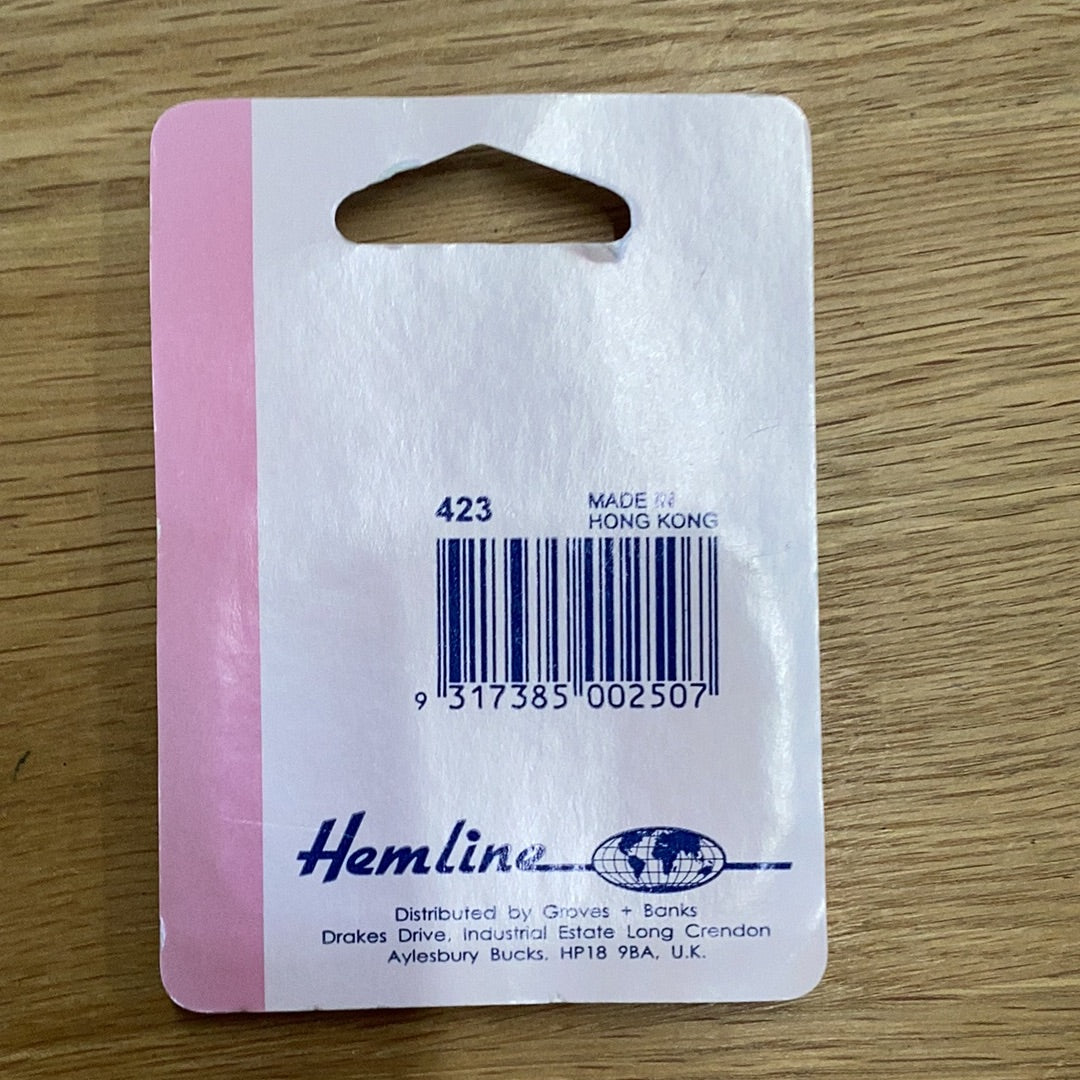 423
MADE IN
HONG KONG
9 317385 002507
Hemline
Distributed by Groves + Banks
Drakes Drive, Industrial Estate Long Crendon
Aylesbury Bucks, HP18 9BA, U.K.